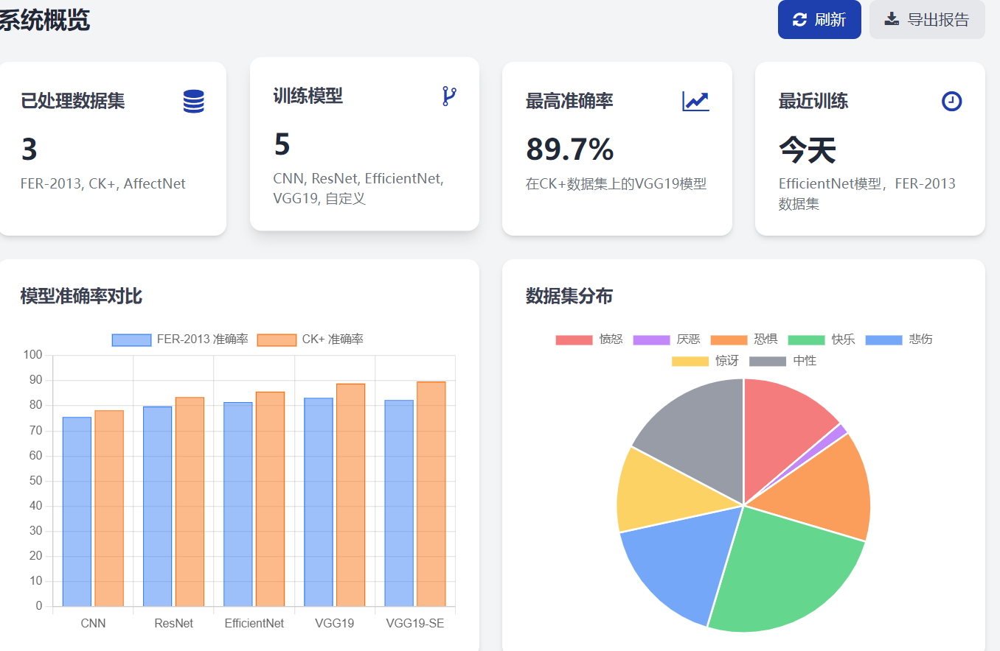 系统概览
刷新
导出报告
已处理数据集
3
FER-2013, CK+, AffectNet
训练模型
5
CNN, ResNet, EfficientNet,
VGG19, 自定义
最高准确率
89.7%
在CK+数据集上的VGG19模型
最近训练
今天
EfficientNet模型，FER-2013
数据集
模型准确率对比
FER-2013 准确率
CK+ 准确率
100
90
80
70
60
50
40
30
20
10
0
CNN
ResNet
EfficientNet
VGG19
VGG19-SE
数据集分布
愤怒
厌恶
恐惧
快乐
悲伤
惊讶
中性